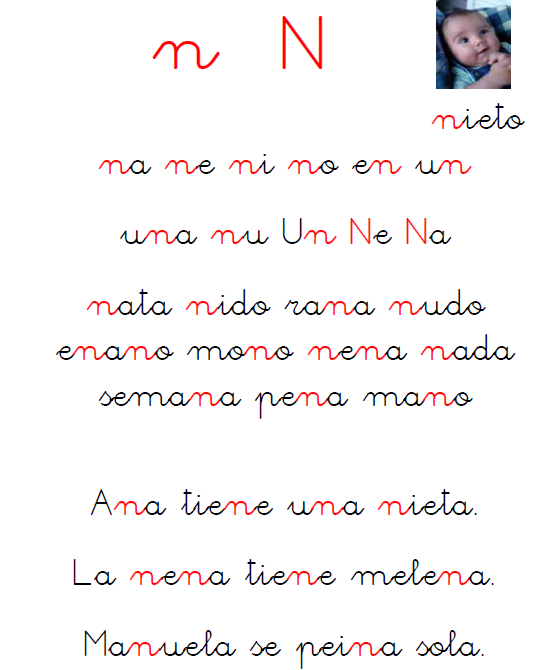 n N
nieto
na ne ni no en un
una nu Un Ne Na
nata nido rana nudo
enano mono nena nada
semana pena mano
Ana tiene una nieta.
La nena tiene melena.
Manuela se peina sola.